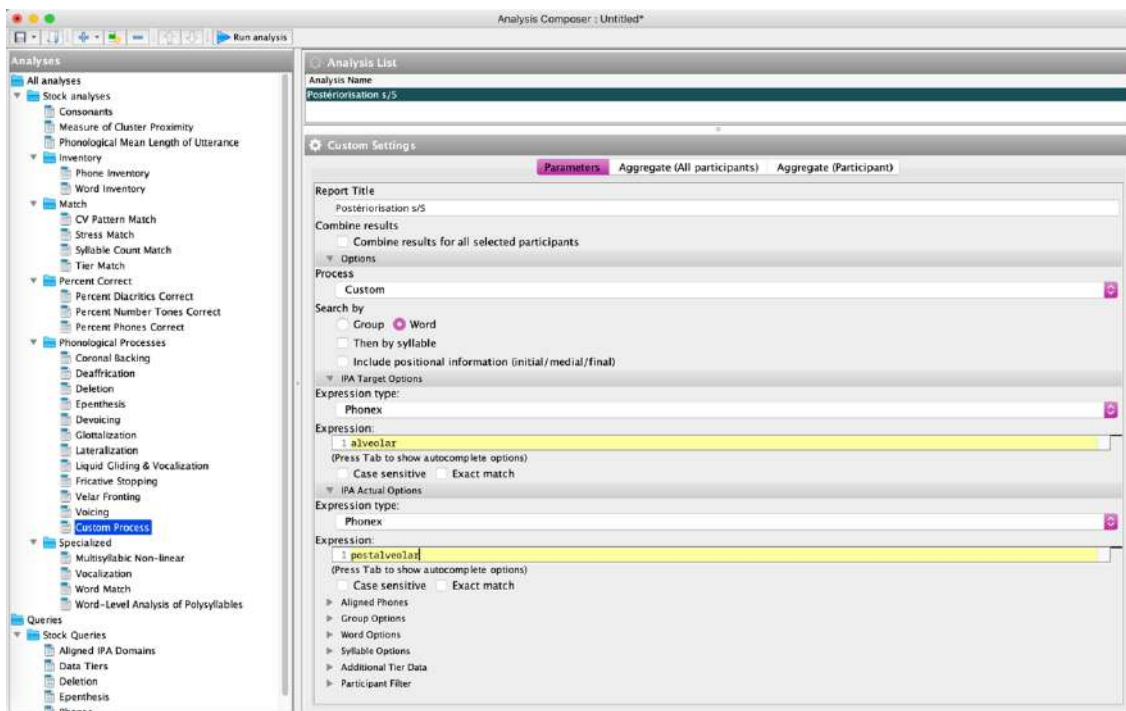 Analysis Composer : Untitled*
Run analysis
Analyses
All analyses
Stock analyses
Consonants
Measure of Cluster Proximity
Phonological Mean Length of Utterance
Inventory
Phone Inventory
Word Inventory
Match
CV Pattern Match
Stress Match
Syllable Count Match
Tier Match
Percent Correct
Percent Diacritics Correct
Percent Number Tones Correct
Percent Phones Correct
Phonological Processes
Coronal Backing
Deaffrication
Deletion
Epenthesis
Devoicing
Glottalization
Lateralization
Liquid Gliding & Vocalization
Fricative Stopping
Velar Fronting
Voicing
Custom Process
Specialized
Multisyllabic Non-linear
Vocalization
Word Match
Word-Level Analysis of Polysyllables
Queries
Stock Queries
Aligned IPA Domains
Data Tiers
Deletion
Epenthesis
Analysis List
Analysis Name
Postériorisation s/S
Custom Settings
Parameters Aggregate (All participants) Aggregate (Participant)
Report Title
Postériorisation s/S
Combine results
Combine results for all selected participants
Options
Process
Custom
Search by
Group Word
Then by syllable
Include positional information (initial/medial/final)
IPA Target Options
Expression type:
Phonex
Expression:
1 alveolar
(Press Tab to show autocomplete options)
Case sensitive Exact match
IPA Actual Options
Expression type:
Phonex
Expression:
1 postalveolar
(Press Tab to show autocomplete options)
Case sensitive Exact match
Aligned Phones
Group Options
Word Options
Syllable Options
Additional Tier Data
Participant Filter